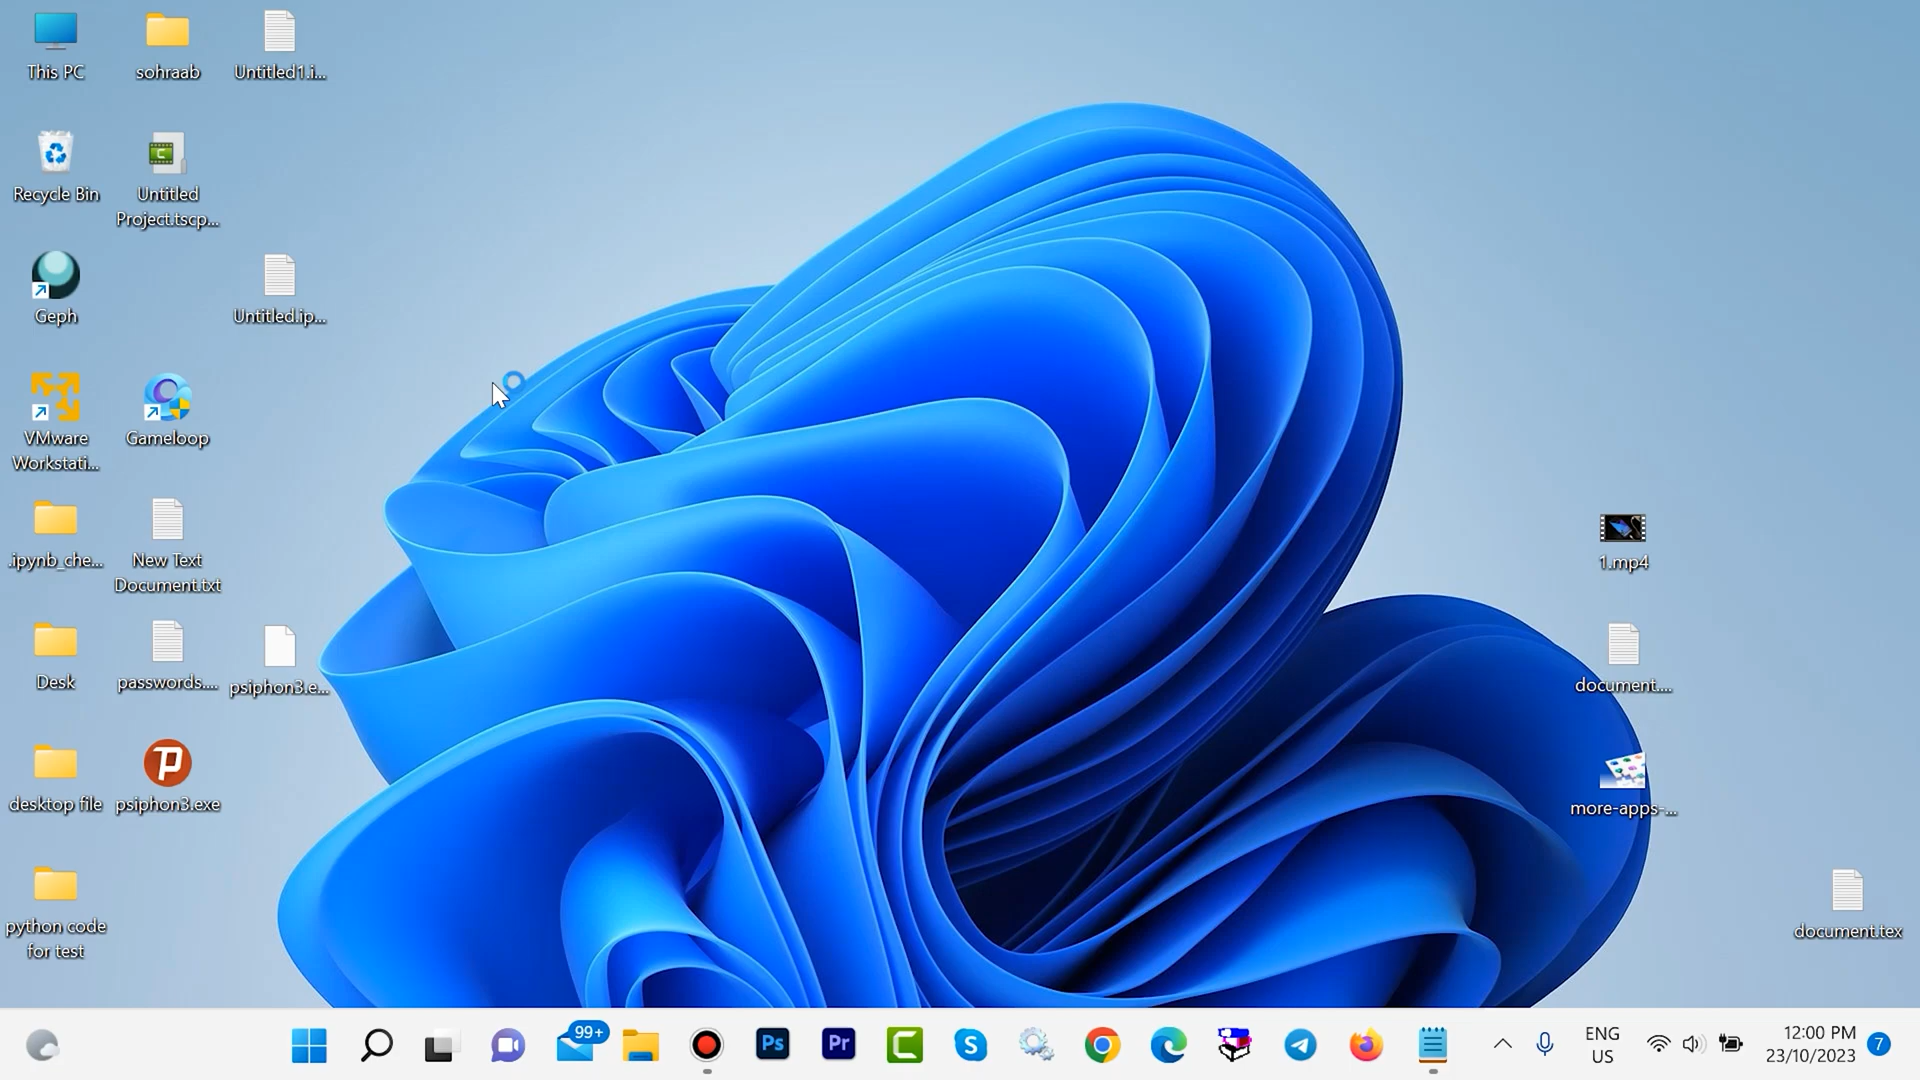 This PC
sohraab
Untitled1.i...
Recycle Bin
Untitled
Project.tscp...
Geph
Untitled.ip...
VMware
Workstati...
Gameloop
.ipynb_che...
New Text
Document.txt
Desk
passwords....
psiphon3.e...
desktop file
psiphon3.exe
python code
for test
1.mp4
document....
more-apps-...
document.tex
99+
Ps
Pr
ENG
US
12:00 PM
23/10/2023
7